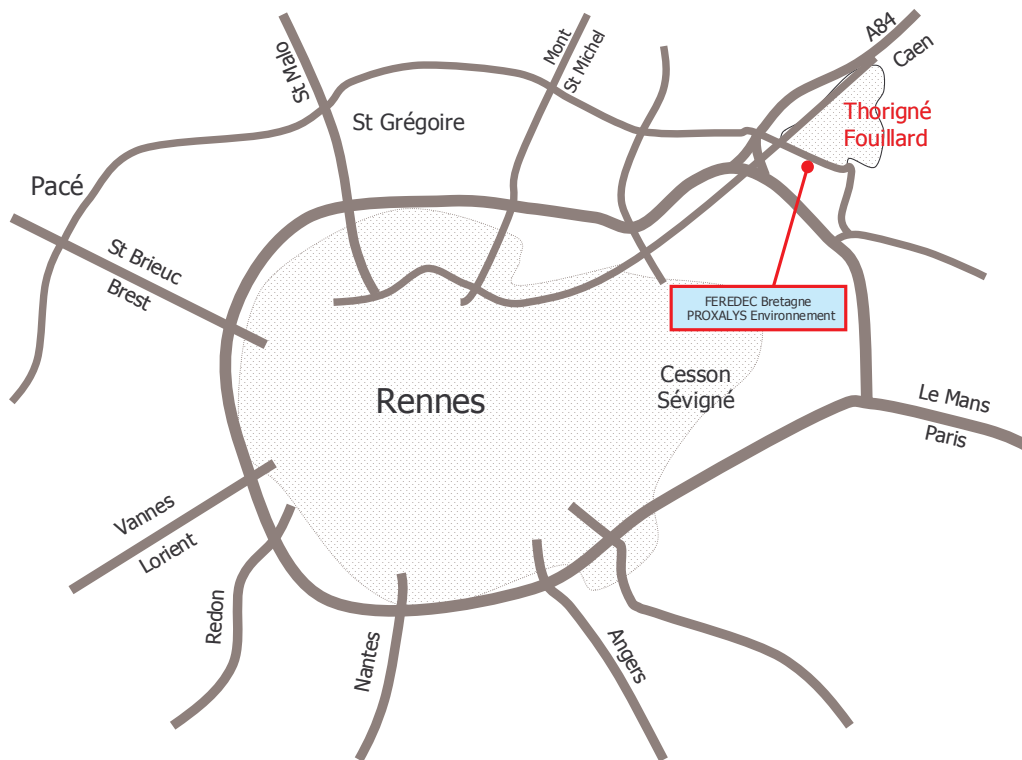 A84
Caen
St Malo
Mont
St Michel
St Grégoire
Thorigné
Fouillard
Pacé
St Brieuc
Brest
FEREDEC Bretagne
PROXALYS Environnement
Rennes
Cesson
Sévigné
Le Mans
Paris
Vannes
Lorient
Redon
Nantes
Angers